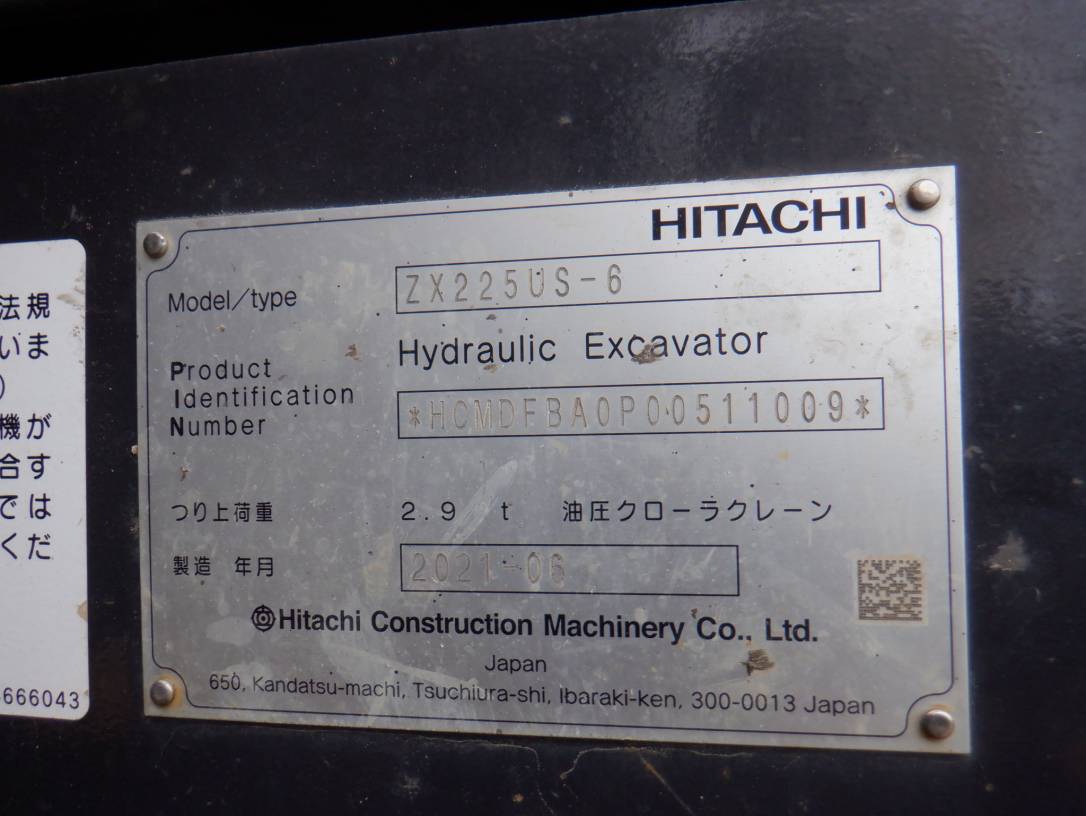 HITACHI
Model/type ZX225US-6
Hydraulic Excavator
Product
Identification
Number
*HCMDFBA0P00511009*
つり上荷重 2.9 t 油圧クローラクレーン
製造 年月 2021-06
Hitachi Construction Machinery Co., Ltd.
Japan
650, Kandatsu-machi, Tsuchiura-shi, Ibaraki-ken, 300-0013 Japan
法規
いま
)
機が
合す
では
くだ
666043